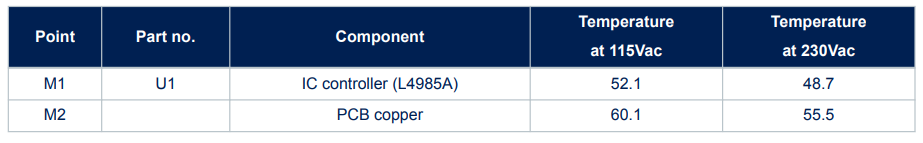 Point Part no. Component Temperature at 115Vac Temperature at 230Vac
M1 U1 IC controller (L4985A) 52.1 48.7
M2 PCB copper 60.1 55.5